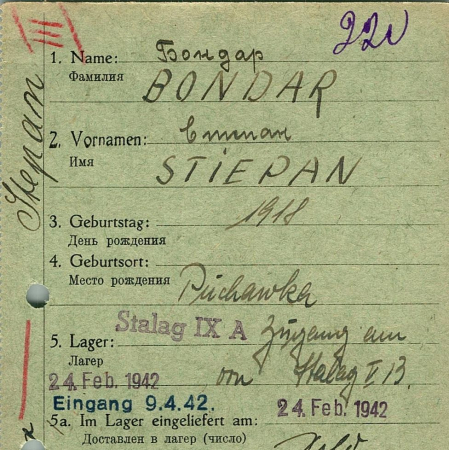 III
220
1. Name: Бондар
Фамилия
BONDAR
2. Vornamen: Степан
Имя
STIEPAN
Stepan
3. Geburtstag: 1918
День рождения
4. Geburtsort:
Место рождения Puchawka
Stalag IX A
5. Lager: Zugang am
Лагерь
24. Feb. 1942 von Stalag V B.
Eingang 9.4.42. 24. Feb. 1942
5a. Im Lager eingeliefert am:
Доставлен в лагерь (число)